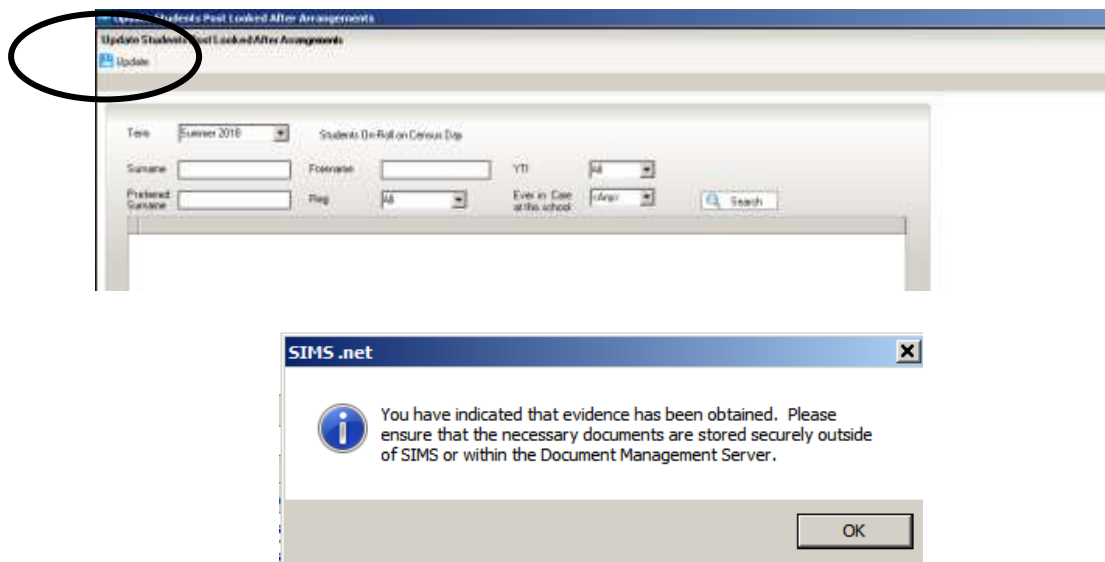 Update Students Post Looked After Arrangements
Update Students Post Looked After Arrangements
Update
Term Summer 2018 Students On-Roll on Census Day
Surname Forename YTI All
Preferred Surname Reg All Ever in Care at this school <Any> Search
SIMS .net
You have indicated that evidence has been obtained. Please
ensure that the necessary documents are stored securely outside
of SIMS or within the Document Management Server.
OK